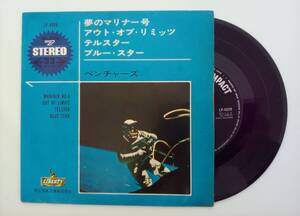 STEREO
33
夢のマリナー号
アウト・オブ・リミッツ
テルスター
ブルー・スター
ベンチャーズ
MARINER NO.4
OUT OF LIMITS
TELSTAR
BLUE STAR
LIBERTY
COMPACT